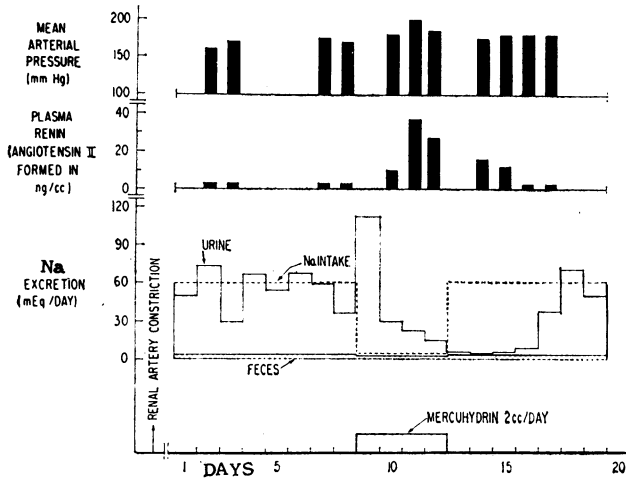 MEAN
ARTERIAL
PRESSURE
(mm Hg)
200
150
100
PLASMA
RENIN
(ANGIOTENSIN II
FORMED IN
ng/cc)
40
20
0
Na
EXCRETION
(mEq/DAY)
120
90
60
30
0
URINE
Na INTAKE
FECES
RENAL ARTERY CONSTRICTION
MERCUHYDRIN 2cc/DAY
1 DAYS 5 10 15 20